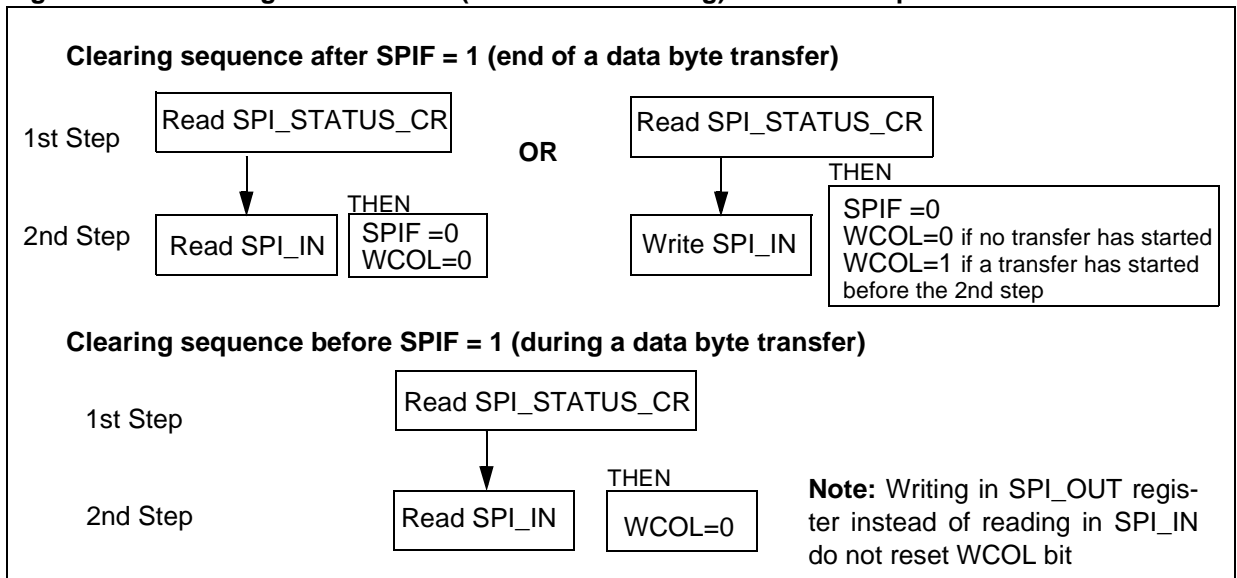 Clearing sequence after SPIF = 1 (end of a data byte transfer)
1st Step
Read SPI_STATUS_CR
OR
Read SPI_STATUS_CR
2nd Step
Read SPI_IN
THEN
SPIF =0
WCOL=0
Write SPI_IN
THEN
SPIF =0
WCOL=0 if no transfer has started
WCOL=1 if a transfer has started
before the 2nd step
Clearing sequence before SPIF = 1 (during a data byte transfer)
1st Step
Read SPI_STATUS_CR
2nd Step
Read SPI_IN
THEN
WCOL=0
Note: Writing in SPI_OUT regis-
ter instead of reading in SPI_IN
do not reset WCOL bit